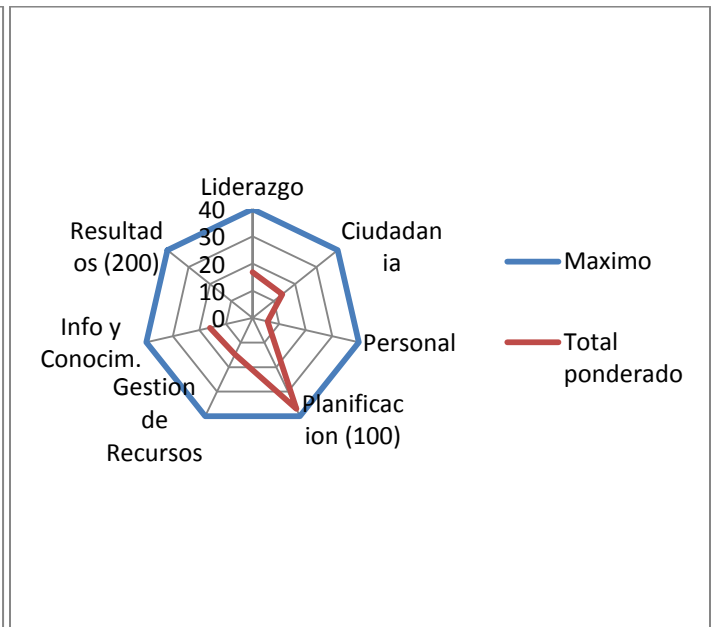 Liderazgo
40
30
20
10
0
Ciudadan
ia
Personal
Planificac
ion (100)
Gestion
de
Recursos
Info y
Conocim.
Resultad
os (200)
Maximo
Total
ponderado